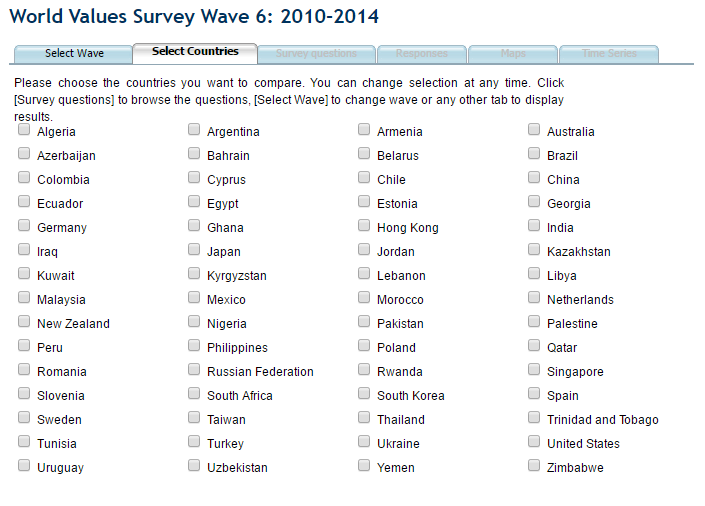 World Values Survey Wave 6: 2010-2014
Select Wave Select Countries Survey questions Responses Maps Time Series
Please choose the countries you want to compare. You can change selection at any time. Click
[Survey questions] to browse the questions, [Select Wave] to change wave or any other tab to display
results.
Algeria Argentina Armenia Australia
Azerbaijan Bahrain Belarus Brazil
Colombia Cyprus Chile China
Ecuador Egypt Estonia Georgia
Germany Ghana Hong Kong India
Iraq Japan Jordan Kazakhstan
Kuwait Kyrgyzstan Lebanon Libya
Malaysia Mexico Morocco Netherlands
New Zealand Nigeria Pakistan Palestine
Peru Philippines Poland Qatar
Romania Russian Federation Rwanda Singapore
Slovenia South Africa South Korea Spain
Sweden Taiwan Thailand Trinidad and Tobago
Tunisia Turkey Ukraine United States
Uruguay Uzbekistan Yemen Zimbabwe